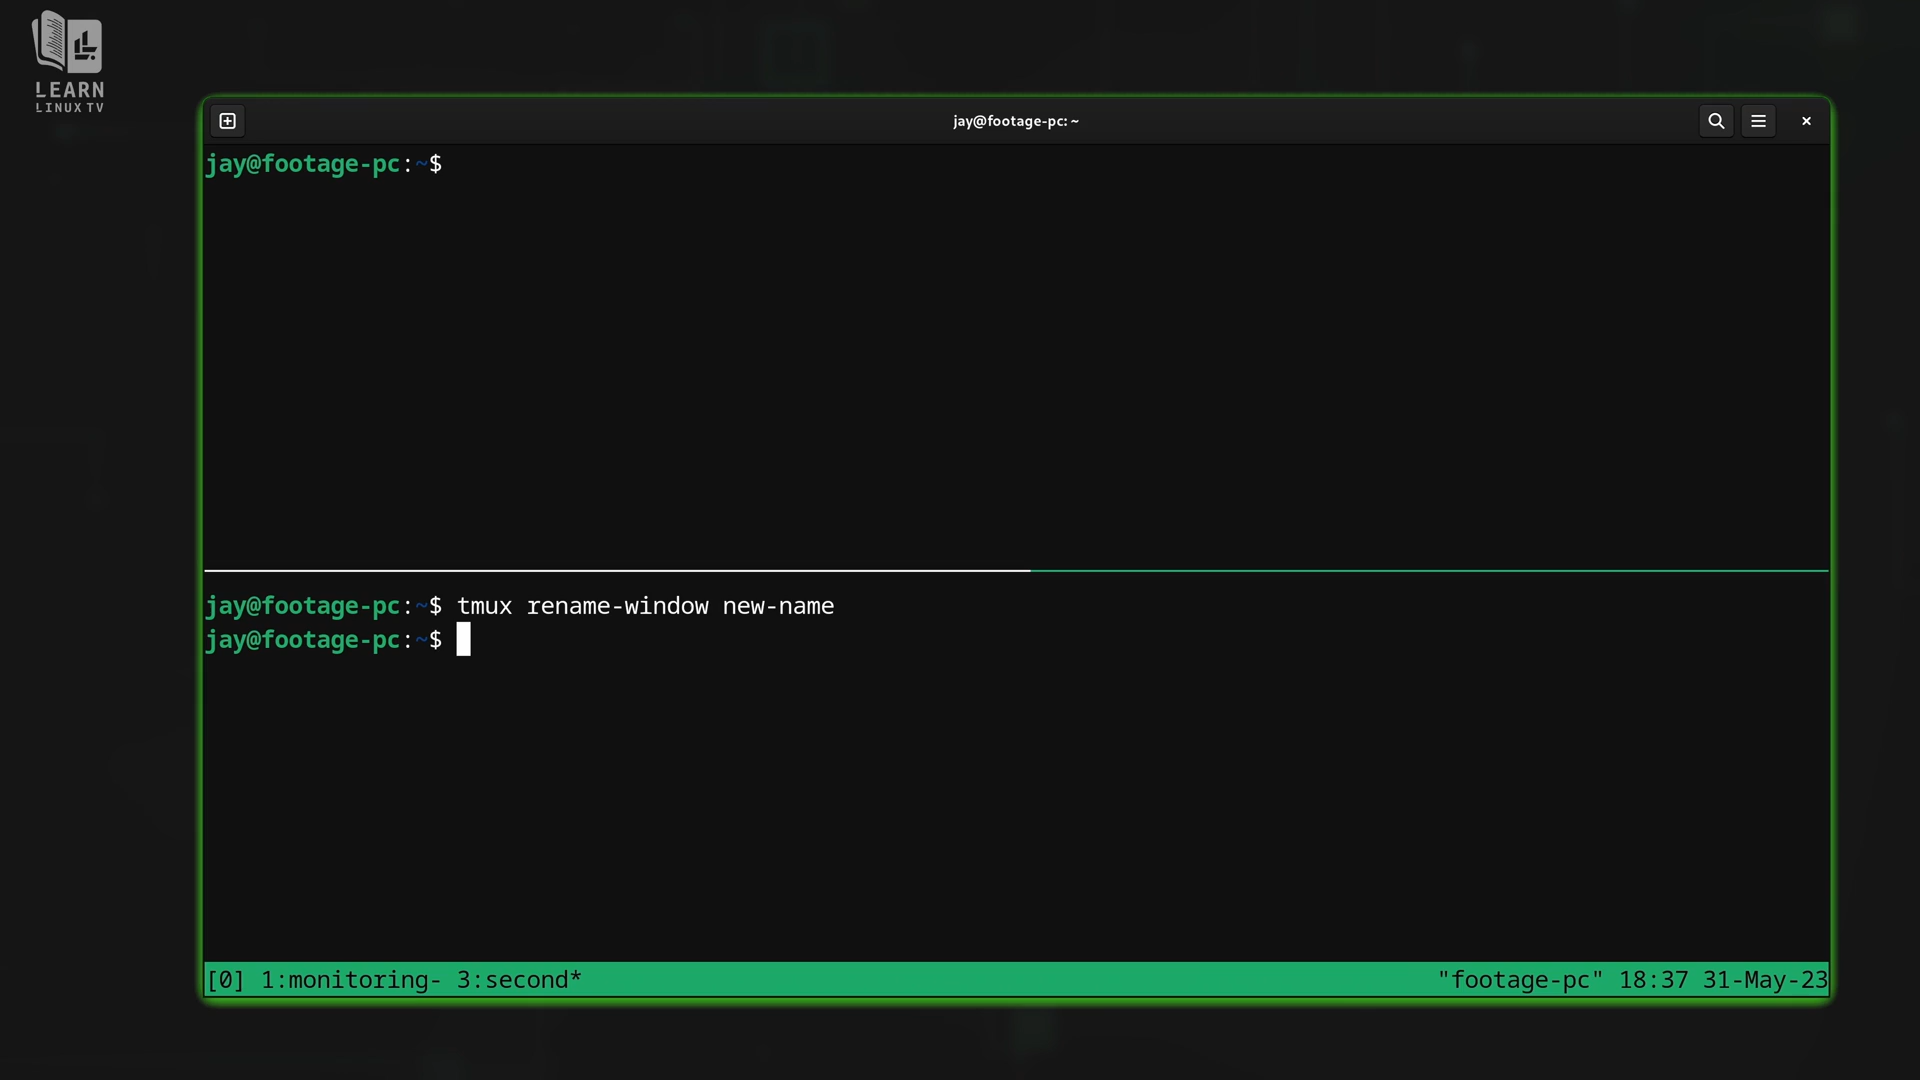 LEARN
LINUX TV
jay@footage-pc: ~
jay@footage-pc:~$
jay@footage-pc:~$ tmux rename-window new-name
jay@footage-pc:~$
[0] 1:monitoring- 3:second* "footage-pc" 18:37 31-May-23